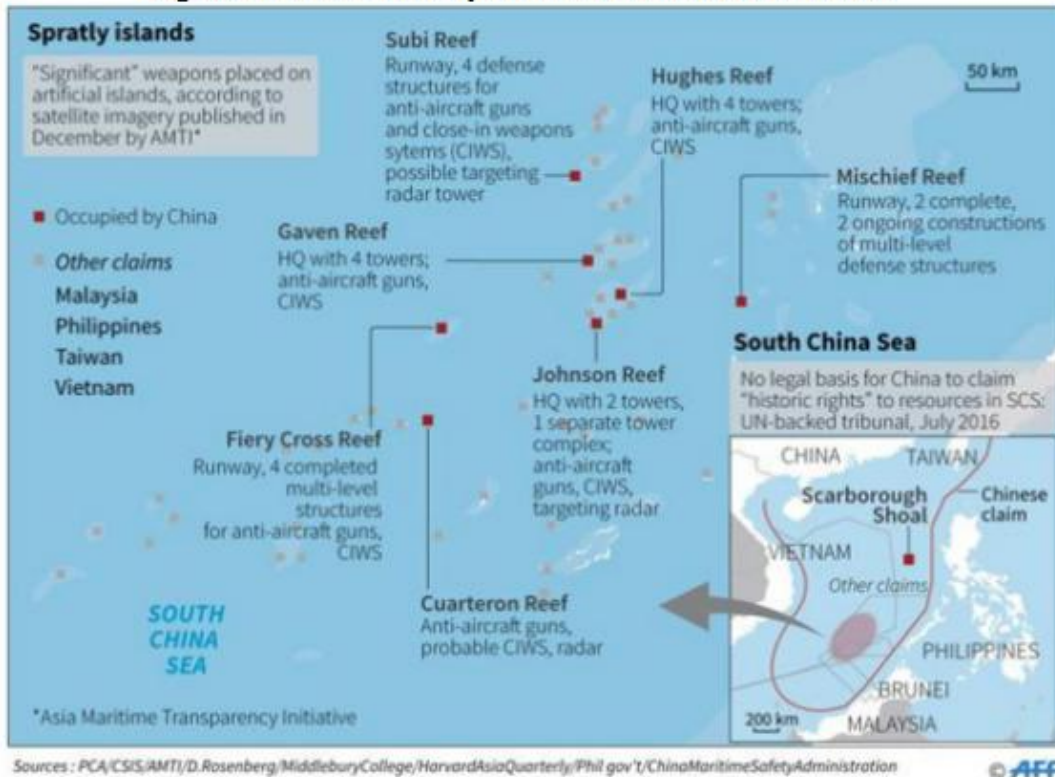 Spratly islands
"Significant" weapons placed on
artificial islands, according to
satellite imagery published in
December by AMTI*
Occupied by China
Other claims
Malaysia
Philippines
Taiwan
Vietnam
Subi Reef
Runway, 4 defense
structures for
anti-aircraft guns
and close-in weapons
sytems (CIWS),
possible targeting
radar tower
Hughes Reef
HQ with 4 towers;
anti-aircraft guns,
CIWS
50 km
Mischief Reef
Runway, 2 complete,
2 ongoing constructions
of multi-level
defense structures
Gaven Reef
HQ with 4 towers;
anti-aircraft guns,
CIWS
Johnson Reef
HQ with 2 towers,
1 separate tower
complex;
anti-aircraft
guns, CIWS,
targeting radar
Fiery Cross Reef
Runway, 4 completed
multi-level
structures
for anti-aircraft guns,
CIWS
Cuarteron Reef
Anti-aircraft guns,
probable CIWS, radar
SOUTH
CHINA
SEA
*Asia Maritime Transparency Initiative
South China Sea
No legal basis for China to claim
"historic rights" to resources in SCS:
UN-backed tribunal, July 2016
CHINA
TAIWAN
Scarborough
Shoal
Chinese
claim
VIETNAM
Other claims
PHILIPPINES
BRUNEI
200 km
MALAYSIA
Sources : PCA/CSIS/AMTI/D.Rosenberg/MiddleburyCollege/HarvardAsiaQuarterly/Phil gov't/ChinaMaritimeSafetyAdministration
©